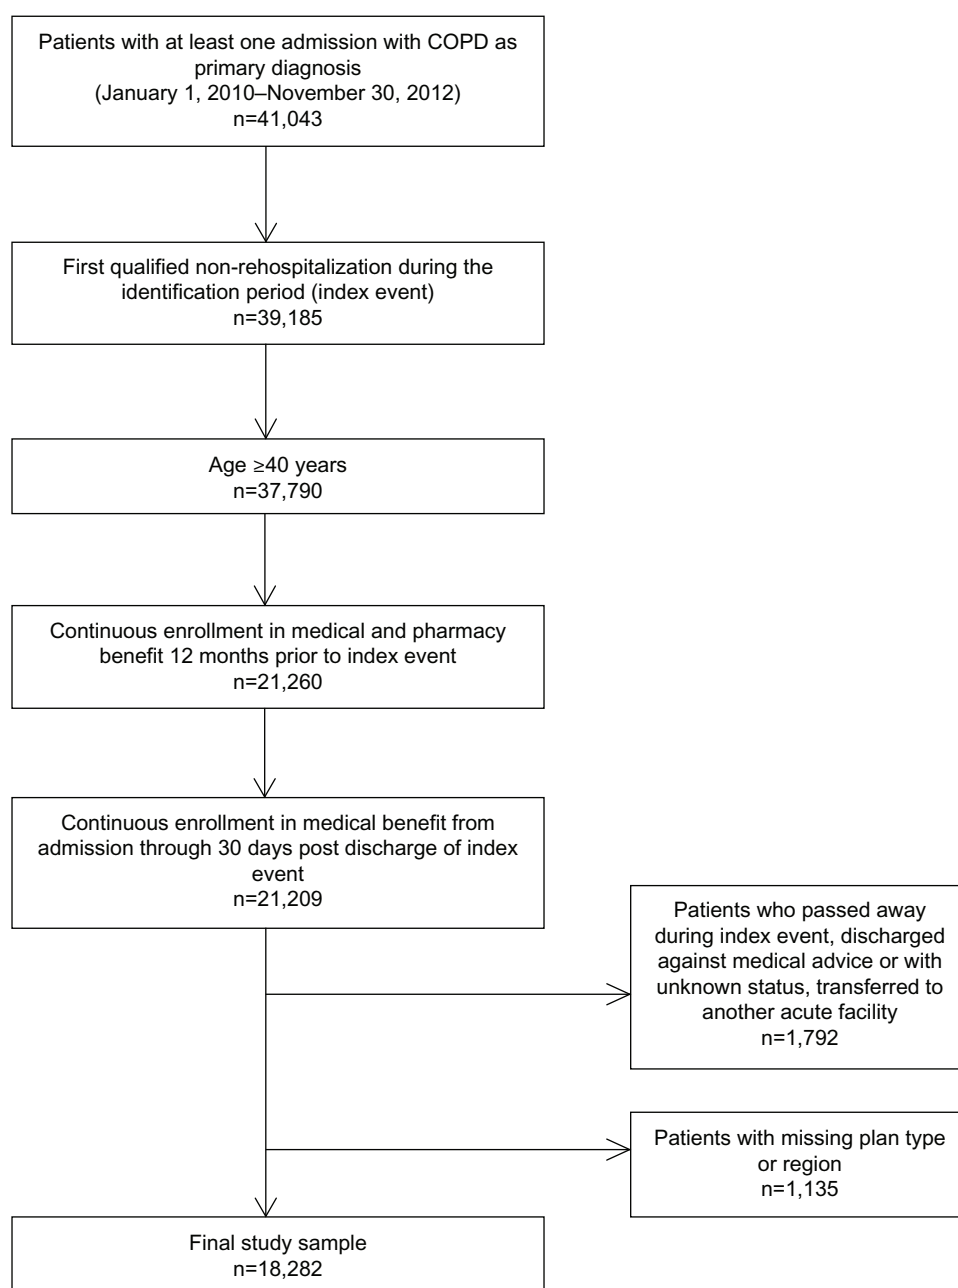 Patients with at least one admission with COPD as
primary diagnosis
(January 1, 2010–November 30, 2012)
n=41,043
First qualified non-rehospitalization during the
identification period (index event)
n=39,185
Age ≥40 years
n=37,790
Continuous enrollment in medical and pharmacy
benefit 12 months prior to index event
n=21,260
Continuous enrollment in medical benefit from
admission through 30 days post discharge of index
event
n=21,209
Patients who passed away
during index event, discharged
against medical advice or with
unknown status, transferred to
another acute facility
n=1,792
Patients with missing plan type
or region
n=1,135
Final study sample
n=18,282